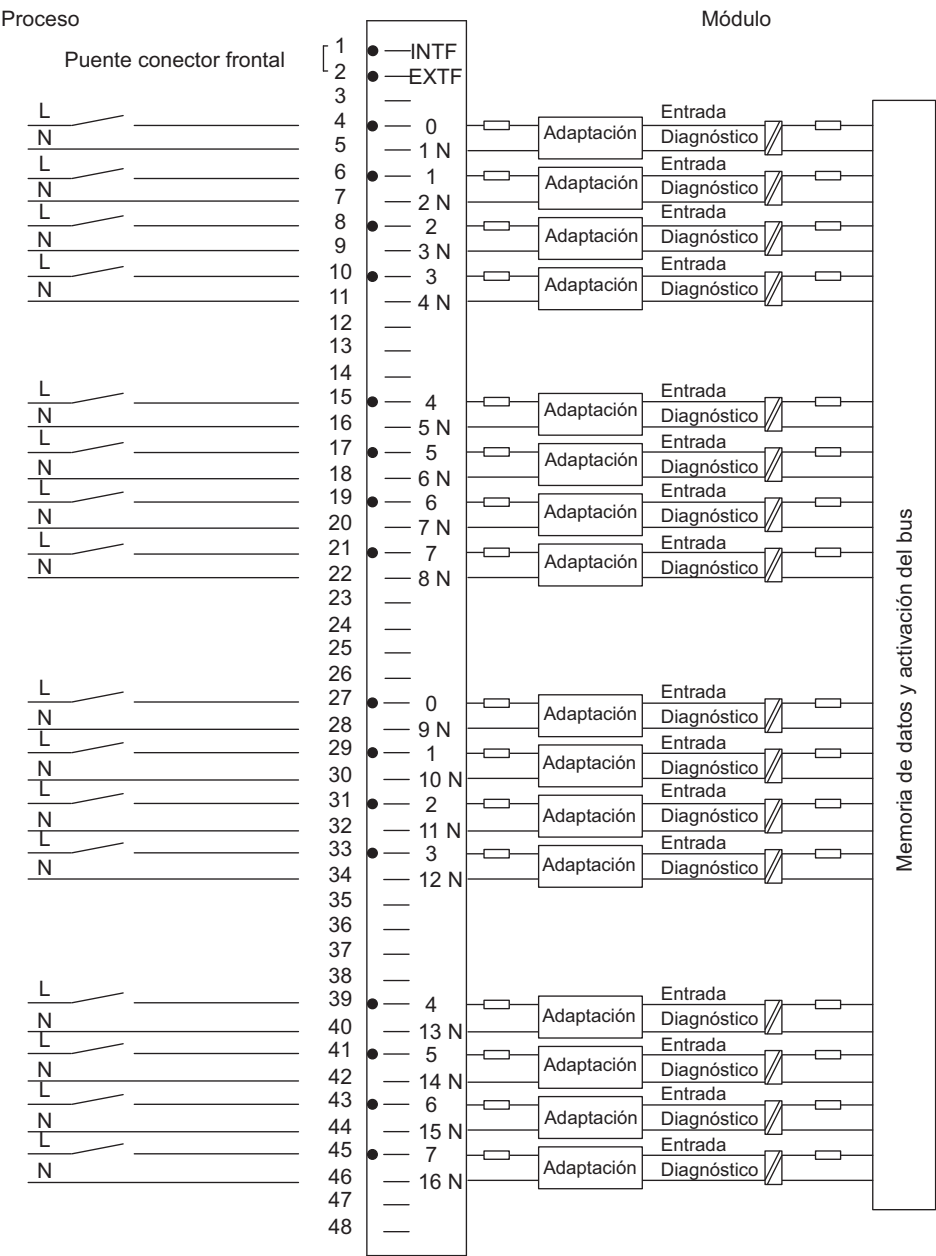 Proceso Módulo
Puente conector frontal 1 INTF
2 EXTF
3
L 4 0 Adaptación Entrada
N 5 1 N Diagnóstico
L 6 1 Adaptación Entrada
N 7 2 N Diagnóstico
L 8 2 Adaptación Entrada
N 9 3 N Diagnóstico
L 10 3 Adaptación Entrada
N 11 4 N Diagnóstico
12
13
14
L 15 4 Adaptación Entrada
N 16 5 N Diagnóstico
L 17 5 Adaptación Entrada
N 18 6 N Diagnóstico
L 19 6 Adaptación Entrada
N 20 7 N Diagnóstico
L 21 7 Adaptación Entrada
N 22 8 N Diagnóstico
23
24
25
26
L 27 0 Adaptación Entrada
N 28 9 N Diagnóstico
L 29 1 Adaptación Entrada
N 30 10 N Diagnóstico
L 31 2 Adaptación Entrada
N 32 11 N Diagnóstico
L 33 3 Adaptación Entrada
N 34 12 N Diagnóstico
35
36
37
38
L 39 4 Adaptación Entrada
N 40 13 N Diagnóstico
L 41 5 Adaptación Entrada
N 42 14 N Diagnóstico
L 43 6 Adaptación Entrada
N 44 15 N Diagnóstico
L 45 7 Adaptación Entrada
N 46 16 N Diagnóstico
47
48
Memoria de datos y activación del bus